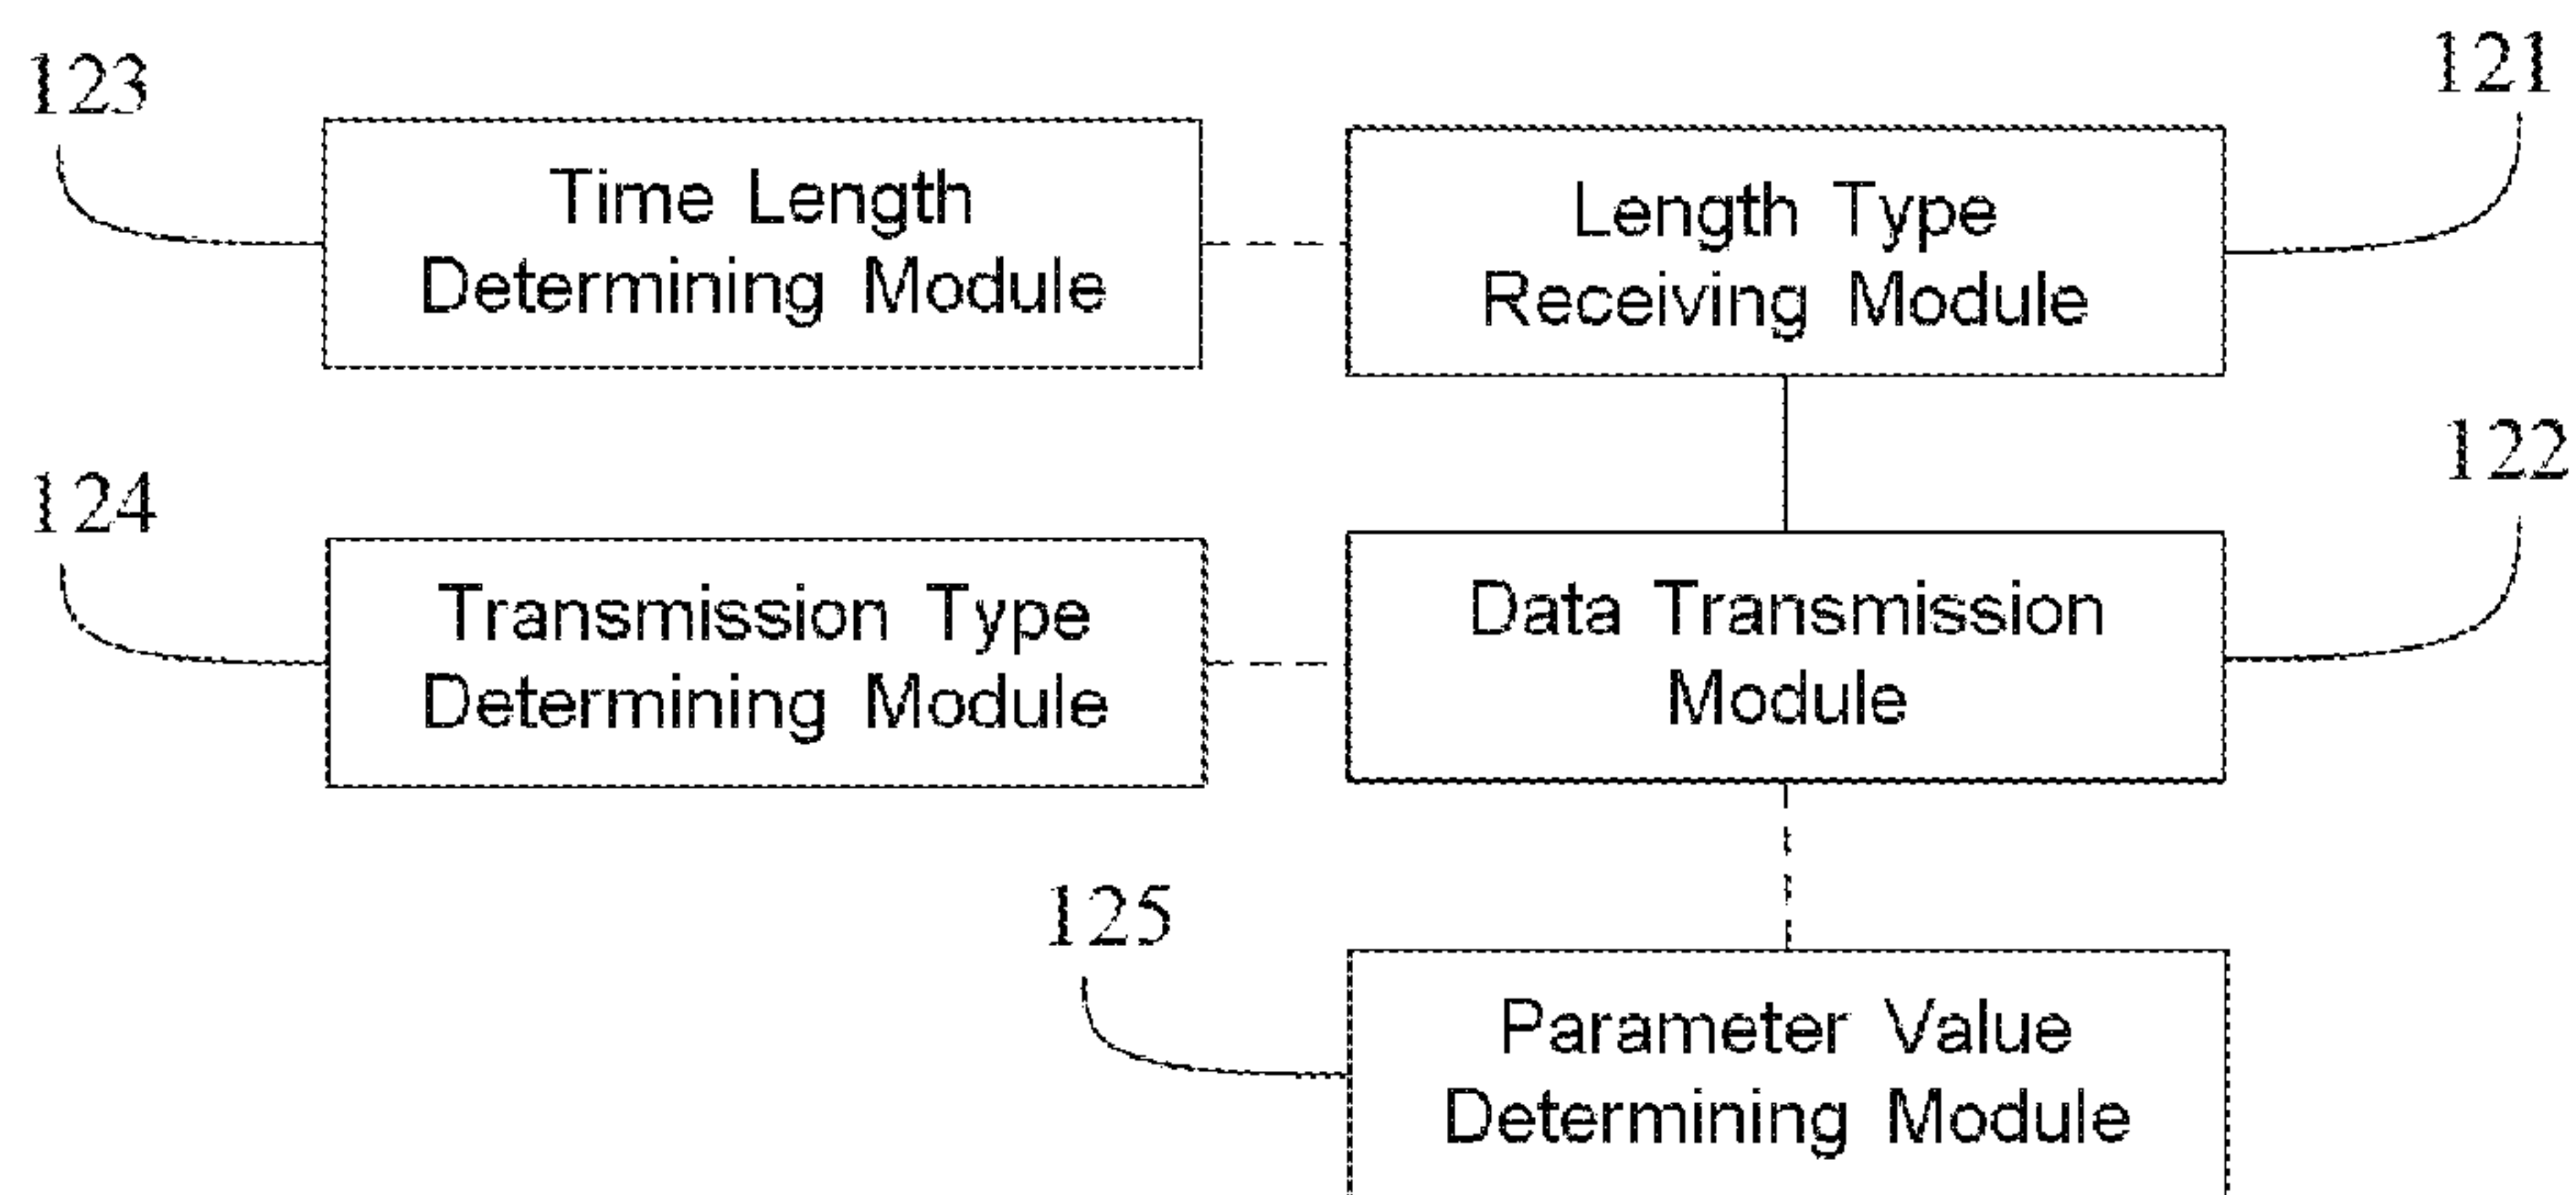 123
121
Time Length
Determining Module
Length Type
Receiving Module
124
122
Transmission Type
Determining Module
Data Transmission
Module
125
Parameter Value
Determining Module